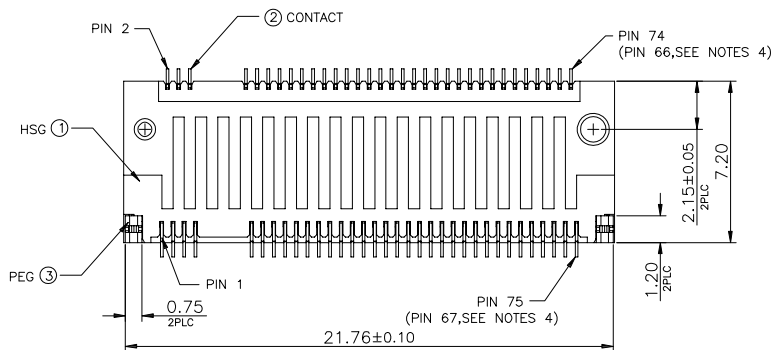 ② CONTACT
PIN 2
PIN 74
(PIN 66,SEE NOTES 4)
HSG ①
2.15±0.05
2PLC
7.20
PEG ③
PIN 1
1.20
2PLC
0.75
2PLC
PIN 75
(PIN 67,SEE NOTES 4)
21.76±0.10